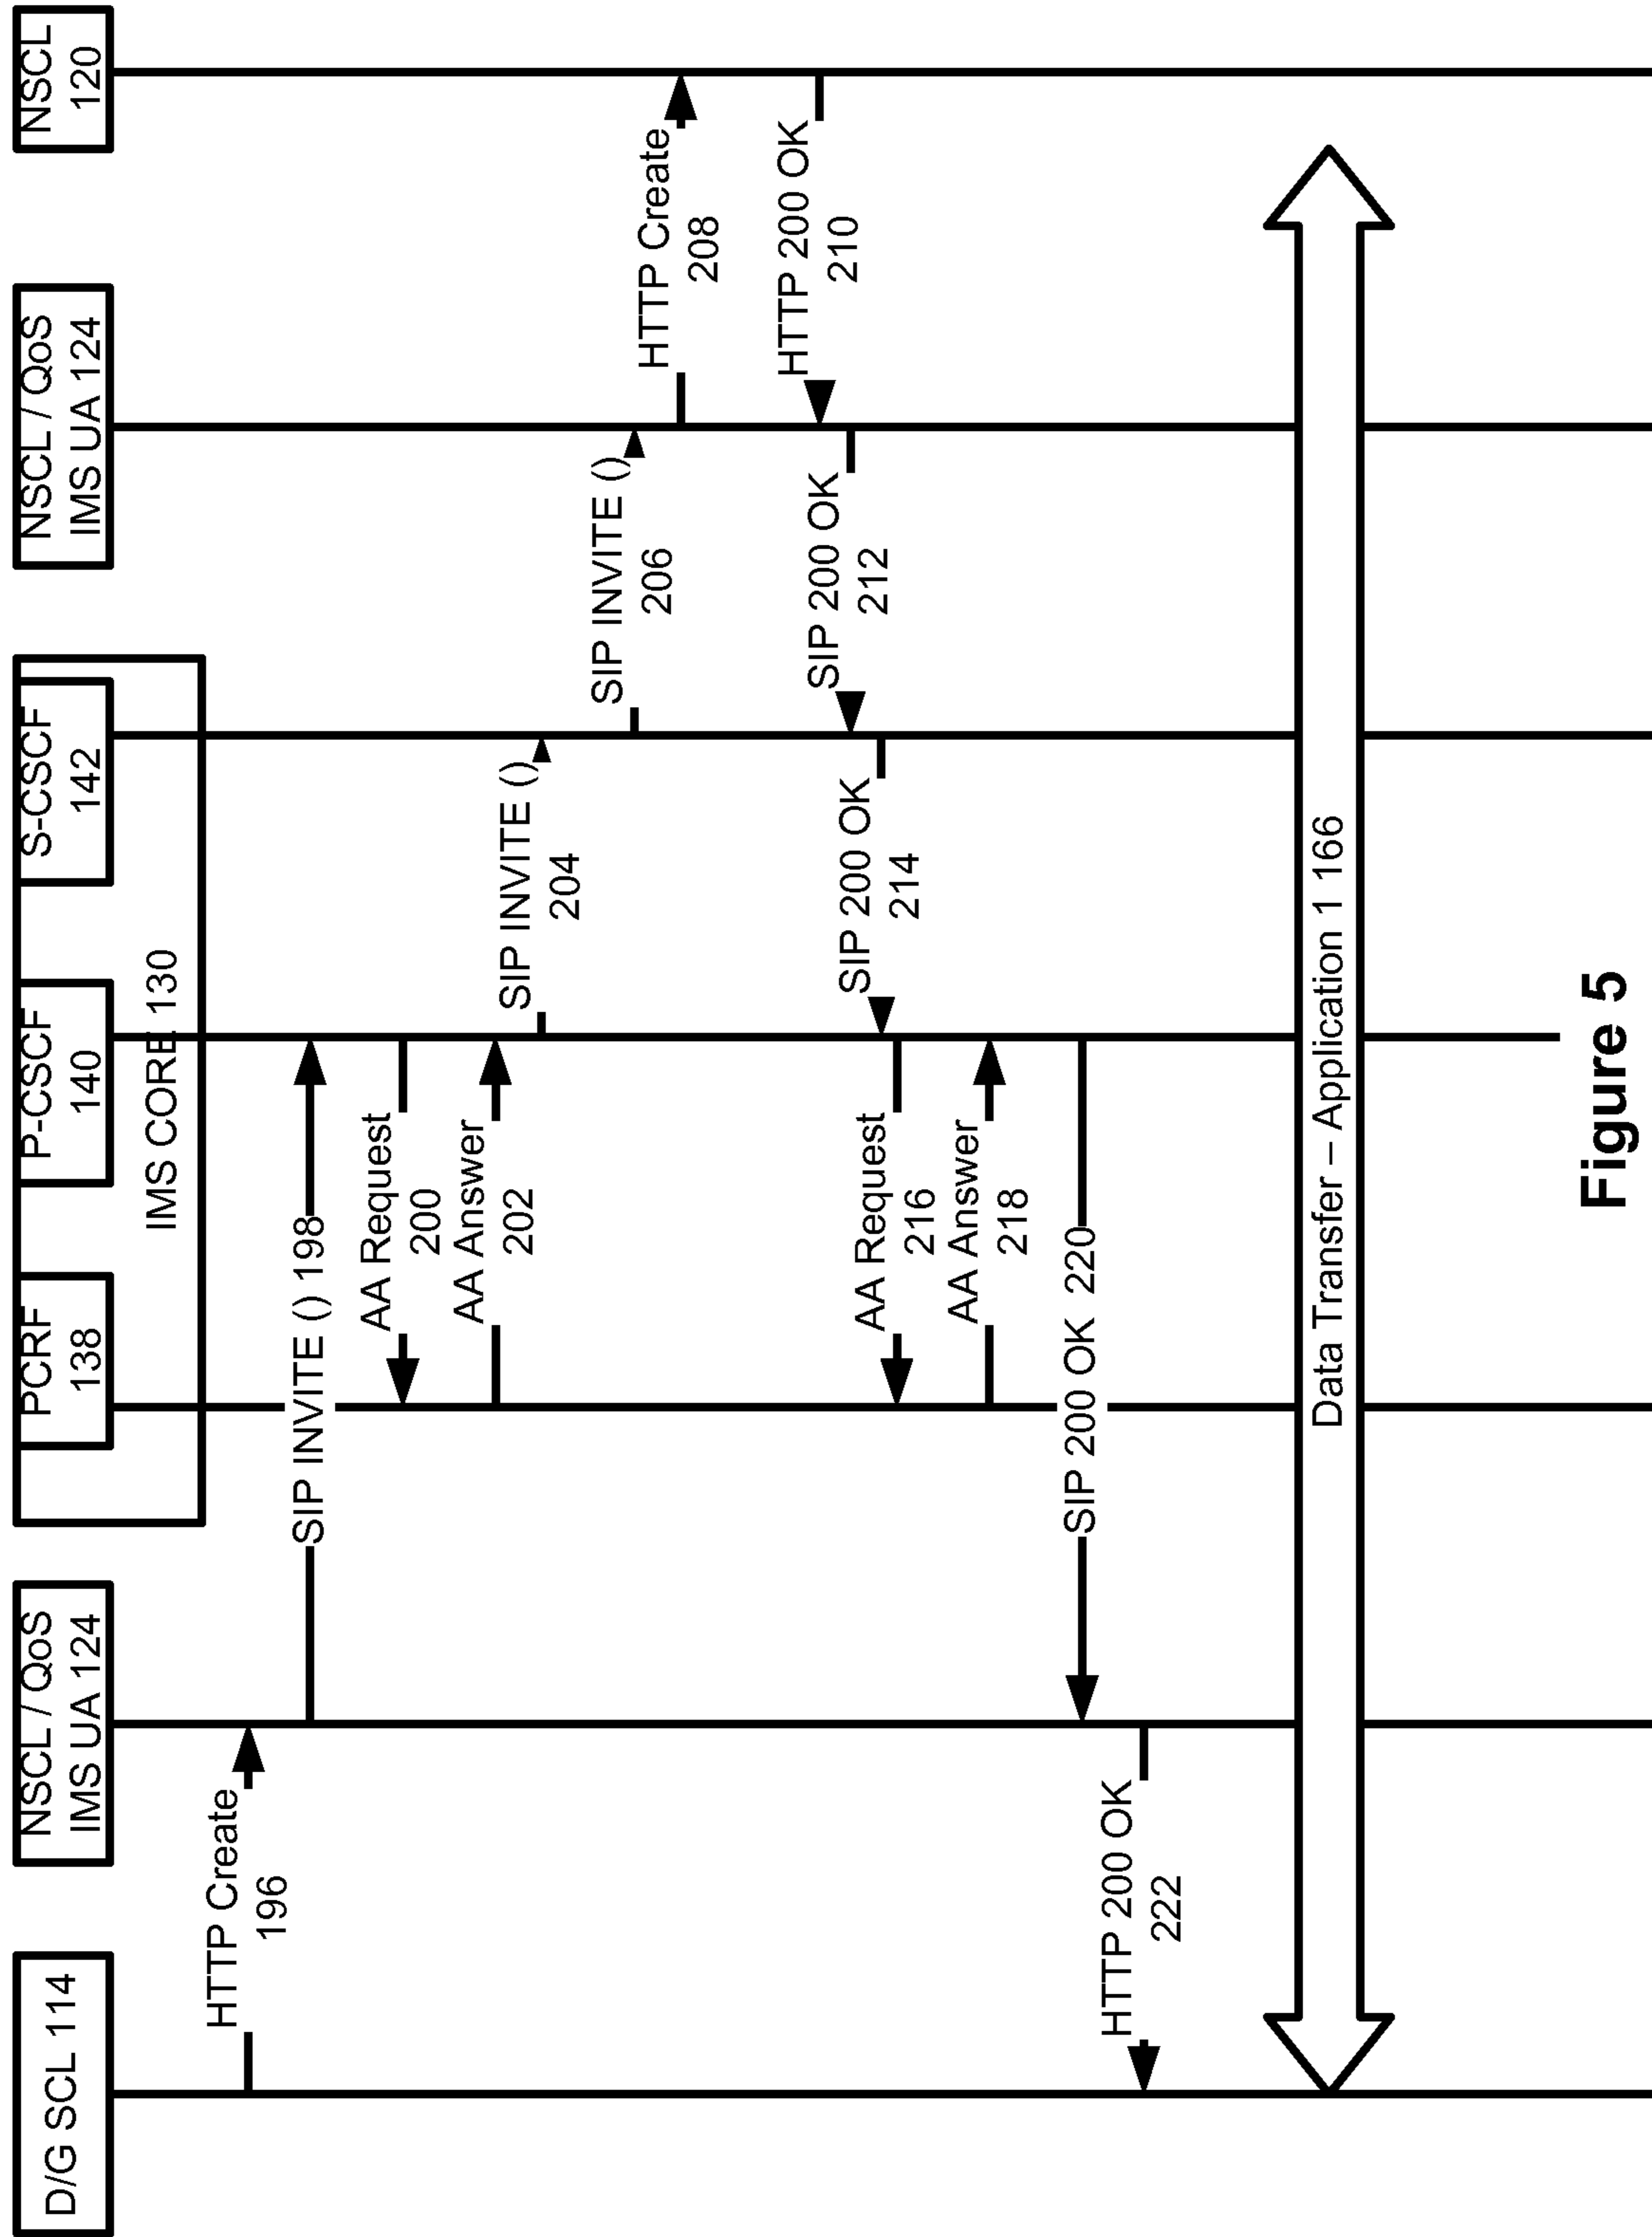 D/G SCL 114
NSCL / QoS
IMS UA 124
PCRF
138
P-CSCF
140
S-CSCF
142
IMS CORE 130
NSCL / QoS
IMS UA 124
NSCL
120
HTTP Create
196
SIP INVITE () 198
AA Request
200
AA Answer
202
SIP INVITE ()
204
SIP INVITE ()
206
HTTP Create
208
HTTP 200 OK
210
SIP 200 OK
212
SIP 200 OK
214
AA Request
216
AA Answer
218
SIP 200 OK 220
HTTP 200 OK
222
Data Transfer – Application 1 166
Figure 5